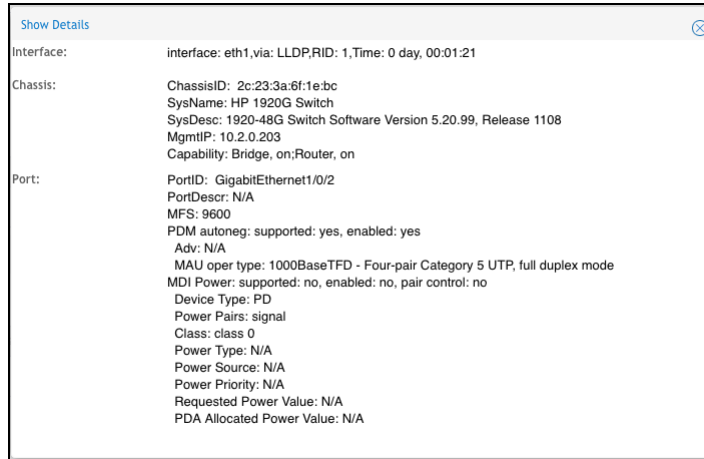 Show Details
Interface: interface: eth1,via: LLDP,RID: 1,Time: 0 day, 00:01:21
Chassis: ChassisID:  2c:23:3a:6f:1e:bc
SysName: HP 1920G Switch
SysDesc: 1920-48G Switch Software Version 5.20.99, Release 1108
MgmtIP: 10.2.0.203
Capability: Bridge, on;Router, on
Port: PortID:  GigabitEthernet1/0/2
PortDescr: N/A
MFS: 9600
PDM autoneg: supported: yes, enabled: yes
Adv: N/A
MAU oper type: 1000BaseTFD - Four-pair Category 5 UTP, full duplex mode
MDI Power: supported: no, enabled: no, pair control: no
Device Type: PD
Power Pairs: signal
Class: class 0
Power Type: N/A
Power Source: N/A
Power Priority: N/A
Requested Power Value: N/A
PDA Allocated Power Value: N/A